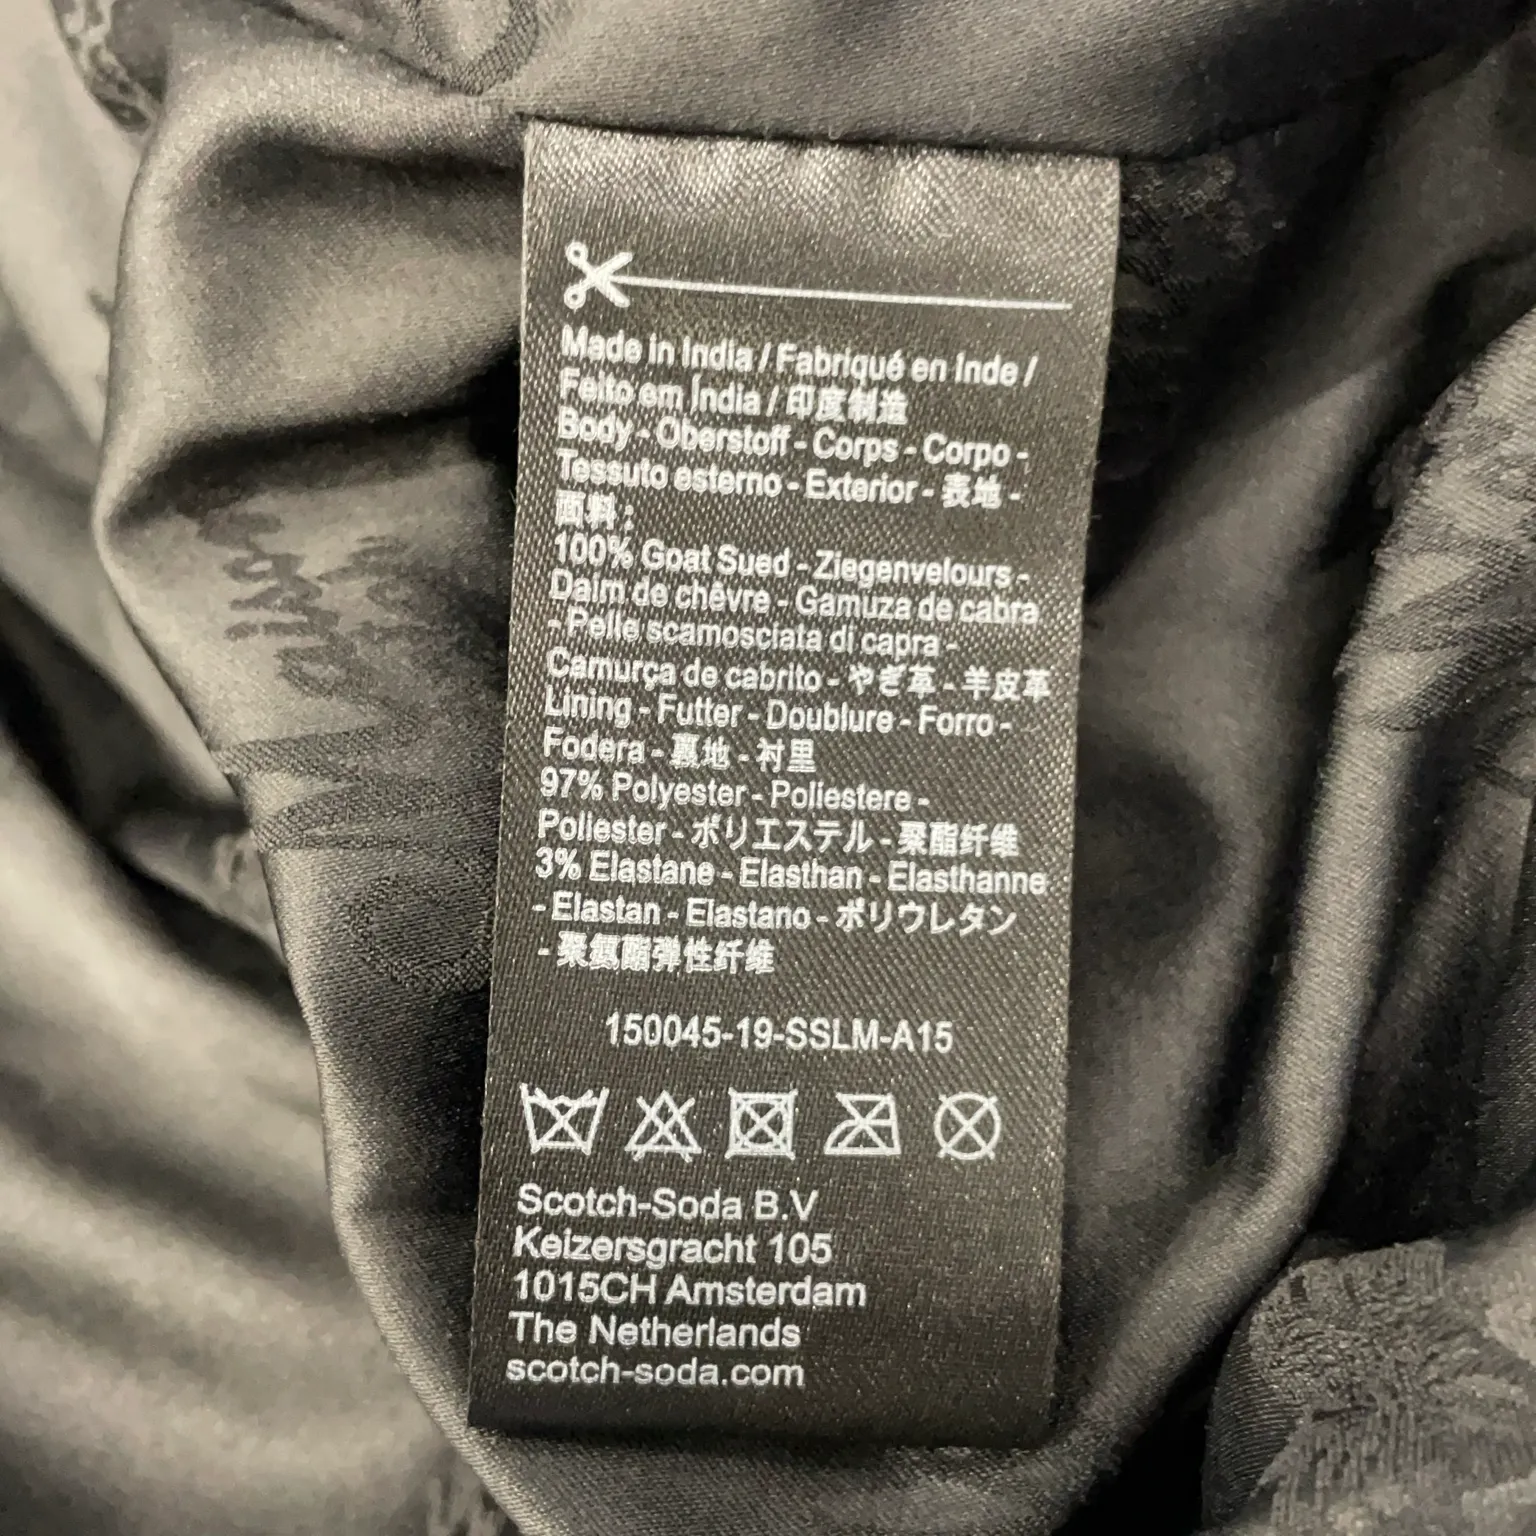 Made in India / Fabriqué en Inde /
Feito em Índia / 印度制造
Body - Oberstoff - Corps - Corpo -
Tessuto esterno - Exterior - 表地 -
面料 :
100% Goat Sued - Ziegenvelours -
Daim de chêvre - Gamuza de cabra
- Pelle scamosciata di capra -
Camurça de cabrito - やぎ革 - 羊皮革
Lining - Futter - Doublure - Forro -
Fodera - 裏地 - 衬里
97% Polyester - Poliestere -
Poliester - ポリエステル - 聚酯纤维
3% Elastane - Elasthan - Elasthanne
- Elastan - Elastano - ポリウレタン
- 聚氨酯弹性纤维
150045-19-SSLM-A15
Scotch-Soda B.V
Keizersgracht 105
1015CH Amsterdam
The Netherlands
scotch-soda.com